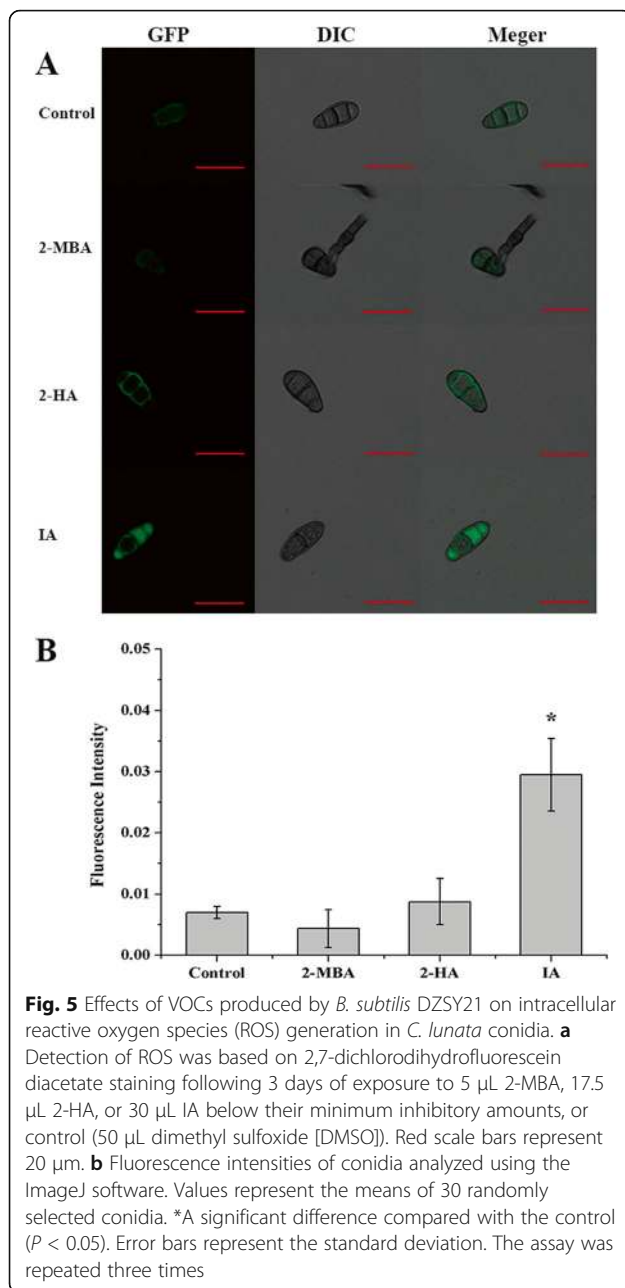 GFP DIC Meger
A
Control
2-MBA
2-HA
IA
B
0.05
0.04
0.03
0.02
0.01
0.00
Fluorescence Intensity
*
Control 2-MBA 2-HA IA
Fig. 5 Effects of VOCs produced by B. subtilis DZSY21 on intracellular
reactive oxygen species (ROS) generation in C. lunata conidia. a
Detection of ROS was based on 2,7-dichlorodihydrofluorescein
diacetate staining following 3 days of exposure to 5 μL 2-MBA, 17.5
μL 2-HA, or 30 μL IA below their minimum inhibitory amounts, or
control (50 μL dimethyl sulfoxide [DMSO]). Red scale bars represent
20 μm. b Fluorescence intensities of conidia analyzed using the
ImageJ software. Values represent the means of 30 randomly
selected conidia. *A significant difference compared with the control
(P < 0.05). Error bars represent the standard deviation. The assay was
repeated three times